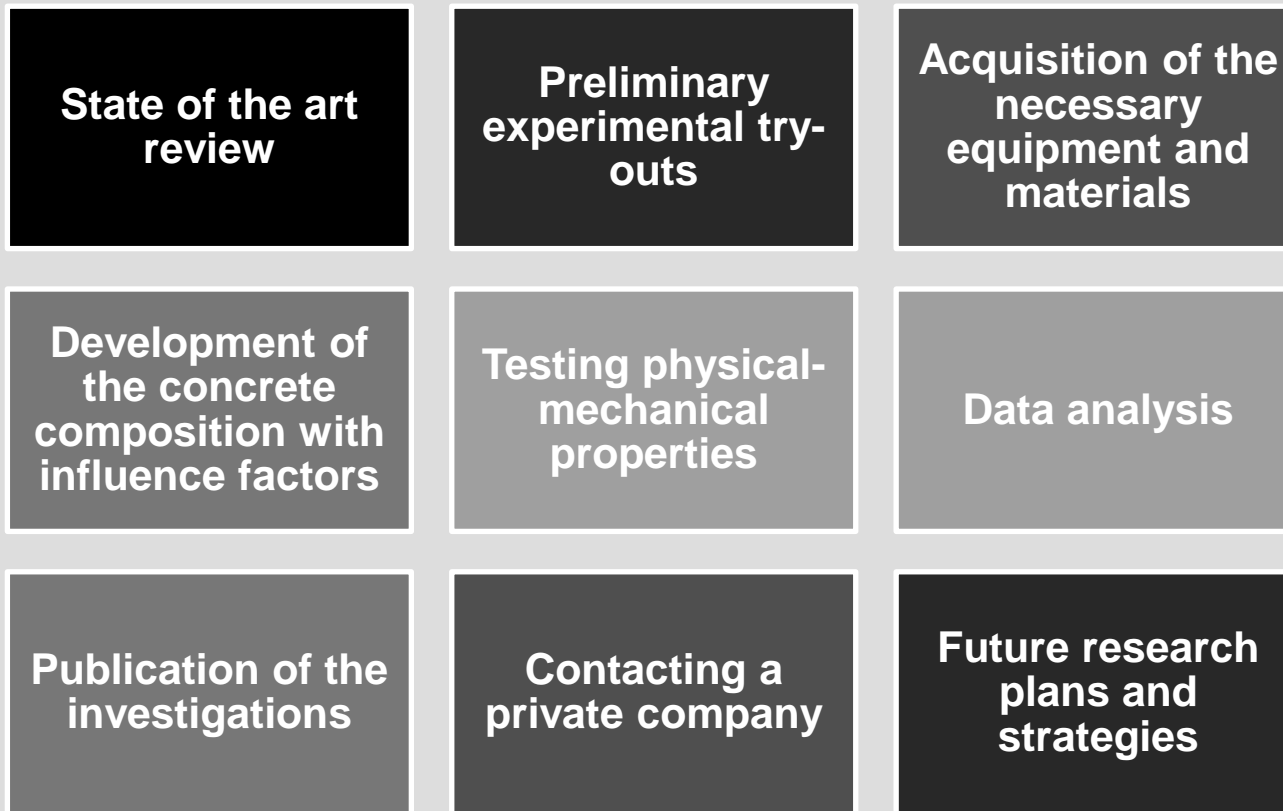 State of the art
review
Preliminary
experimental try-
outs
Acquisition of the
necessary
equipment and
materials
Development of
the concrete
composition with
influence factors
Testing physical-
mechanical
properties
Data analysis
Publication of the
investigations
Contacting a
private company
Future research
plans and
strategies